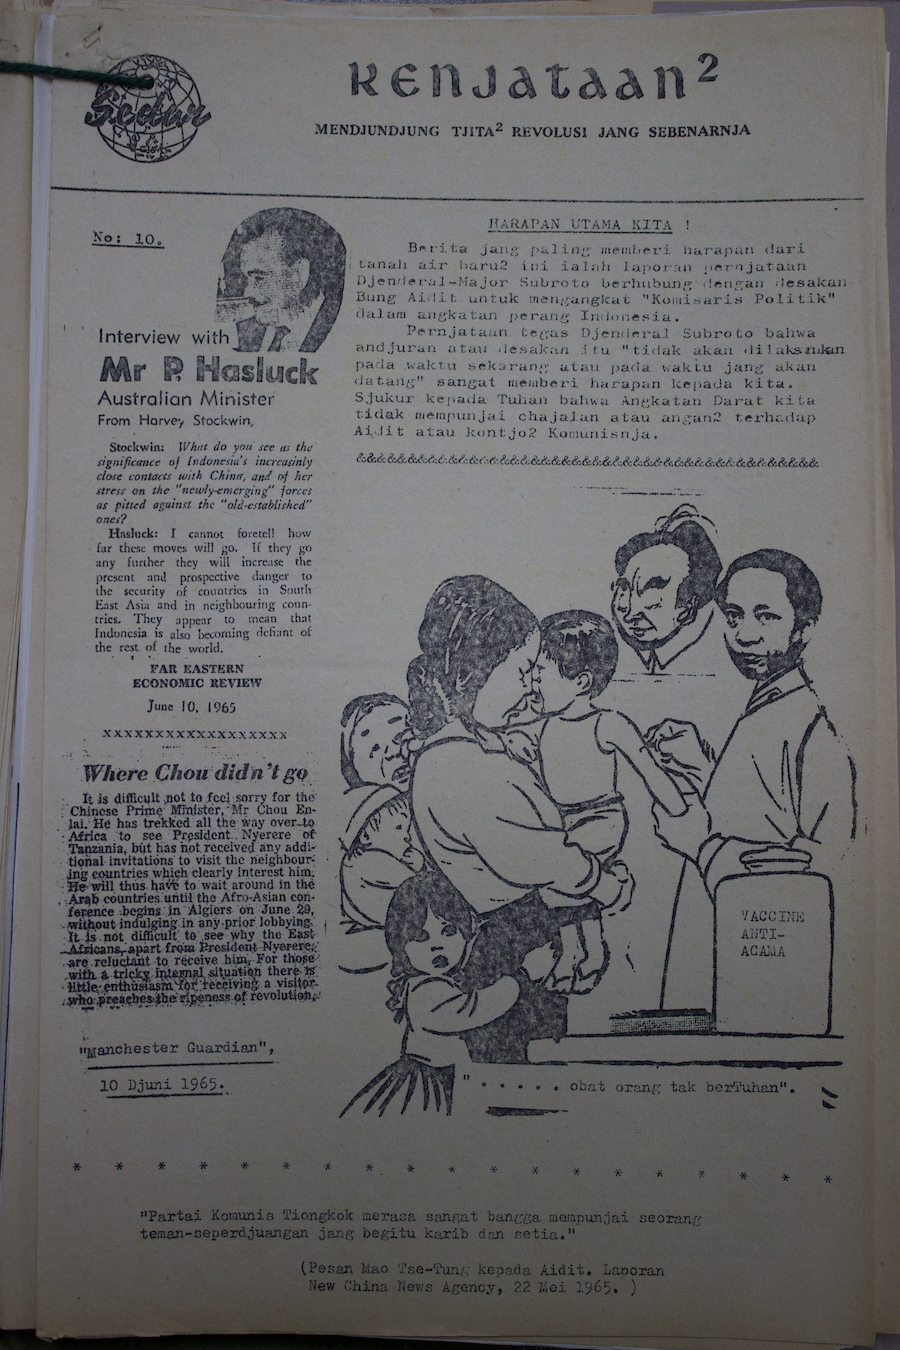 Sedar
KENJATAAN²
MENDJUNDJUNG TJITA² REVOLUSI JANG SEBENARNJA
No: 10.
Interview with
Mr P. Hasluck
Australian Minister
From Harvey Stockwin,
Stockwin: What do you see as the
significance of Indonesia's increasinly
close contacts with China, and of her
stress on the "newly-emerging" forces
as pitted against the "old-established"
ones?
Hasluck: I cannot foretell how
far these moves will go. If they go
any further they will increase the
present and prospective danger to
the security of countries in South
East Asia and in neighbouring coun-
tries. They appear to mean that
Indonesia is also becoming defiant of
the rest of the world.
FAR EASTERN
ECONOMIC REVIEW
June 10, 1965
xxxxxxxxxxxxxxxxxx
Where Chou didn't go
It is difficult not to feel sorry for the
Chinese Prime Minister, Mr Chou En-
lai. He has trekked all the way over to
Africa to see President Nyerere of
Tanzania, but has not received any addi-
tional invitations to visit the neighbour-
ing countries which clearly interest him.
He will thus have to wait around in the
Arab countries until the Afro-Asian con-
ference begins in Algiers on June 29,
without indulging in any prior lobbying.
It is not difficult to see why the East
Africans, apart from President Nyerere,
are reluctant to receive him. For those
with a tricky internal situation there is
little enthusiasm for receiving a visitor
who preaches the ripeness of revolution.
"Manchester Guardian",
10 Djuni 1965.
HARAPAN UTAMA KITA !
Berita jang paling memberi harapan dari
tanah air baru2 ini ialah laporan pernjataan
Djenderal-Major Subroto berhubung dengan desakan
Bung Aidit untuk mengangkat "Komisaris Politik"
dalam angkatan perang Indonesia.
Pernjataan tegas Djenderal Subroto bahwa
andjuran atau desakan itu "tidak akan dilaksanakan
pada waktu sekarang atau pada waktu jang akan
datang" sangat memberi harapan kepada kita.
Sjukur kepada Tuhan bahwa Angkatan Darat kita
tidak mempunjai chajalan atau angan2 terhadap
Aidit atau kontjo2 Komunisnja.
&&&&&&&&&&&&&&&&&&&&&&&&&&&&&&&&&&&&&&
VACCINE
ANTI-
AGAMA
" . . . . . obat orang tak berTuhan".
* * * * * * * * * * * * * * * * * * *
"Partai Komunis Tiongkok merasa sangat bangga mempunjai seorang
teman-seperdjuangan jang begitu karib dan setia."
(Pesan Mao Tse-Tung kepada Aidit. Laporan
New China News Agency, 22 Mei 1965. )